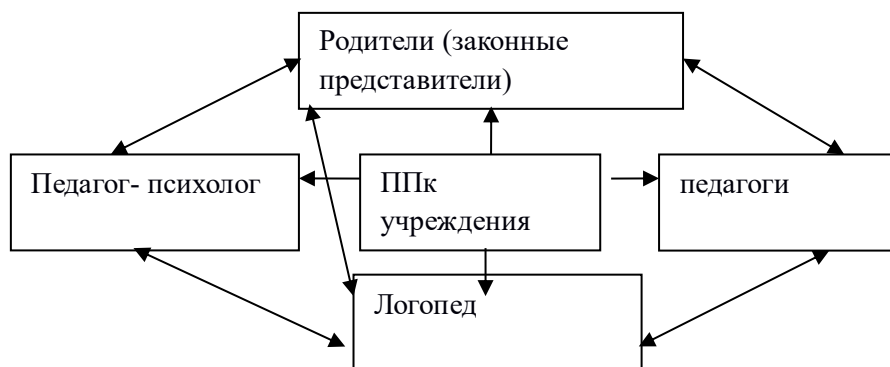 Родители (законные
представители)
Педагог- психолог
ППк
учреждения
педагоги
Логопед